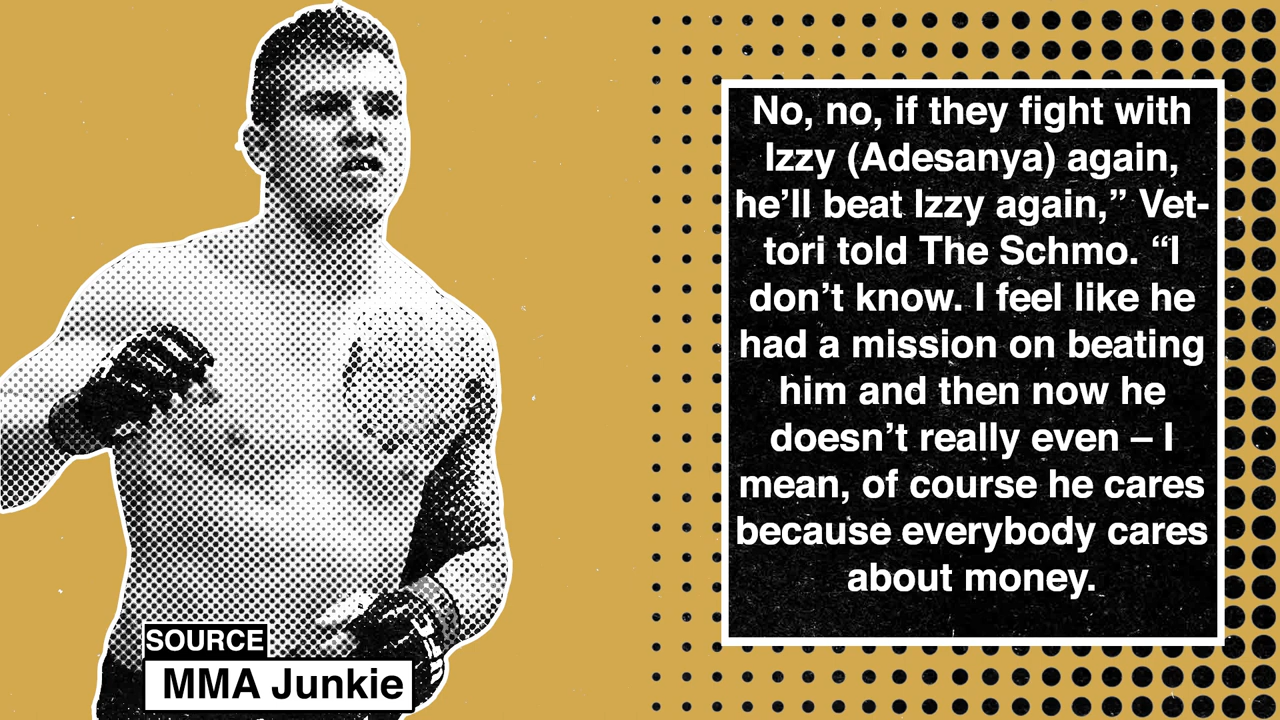 No, no, if they fight with
Izzy (Adesanya) again,
he’ll beat Izzy again,” Vet-
tori told The Schmo. “I
don’t know. I feel like he
had a mission on beating
him and then now he
doesn’t really even – I
mean, of course he cares
because everybody cares
about money.
SOURCE
MMA Junkie